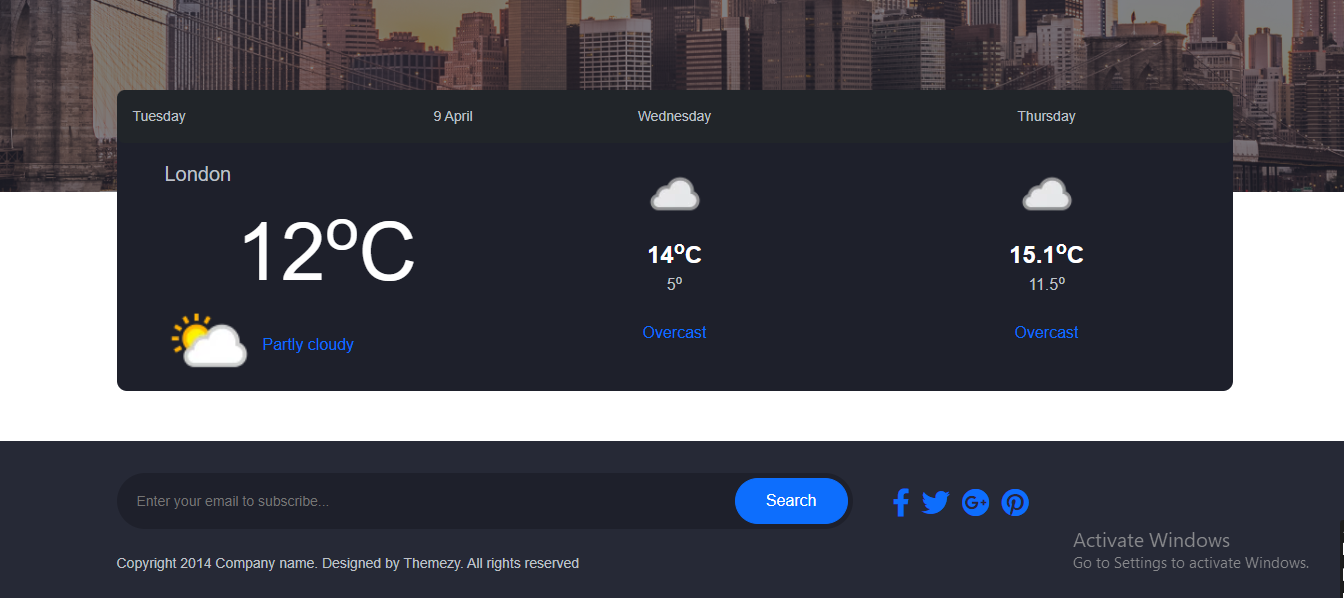 Tuesday 9 April Wednesday Thursday
London
12ºC
Partly cloudy
14ºC
5º
Overcast
15.1ºC
11.5º
Overcast
Enter your email to subscribe... Search
Copyright 2014 Company name. Designed by Themezy. All rights reserved
Activate Windows
Go to Settings to activate Windows.